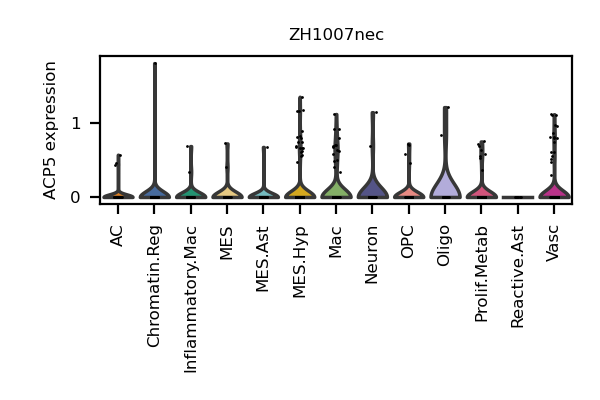 ZH1007nec
ACP5 expression
1
0
AC
Chromatin.Reg
Inflammatory.Mac
MES
MES.Ast
MES.Hyp
Mac
Neuron
OPC
Oligo
Prolif.Metab
Reactive.Ast
Vasc